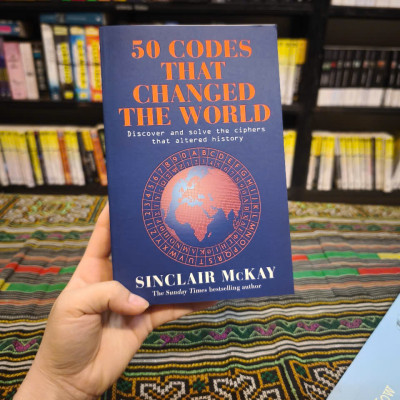 50 CODES
THAT
CHANGED
THE WORLD
Discover and solve the ciphers
that altered history
SINCLAIR McKAY
The Sunday Times bestselling author